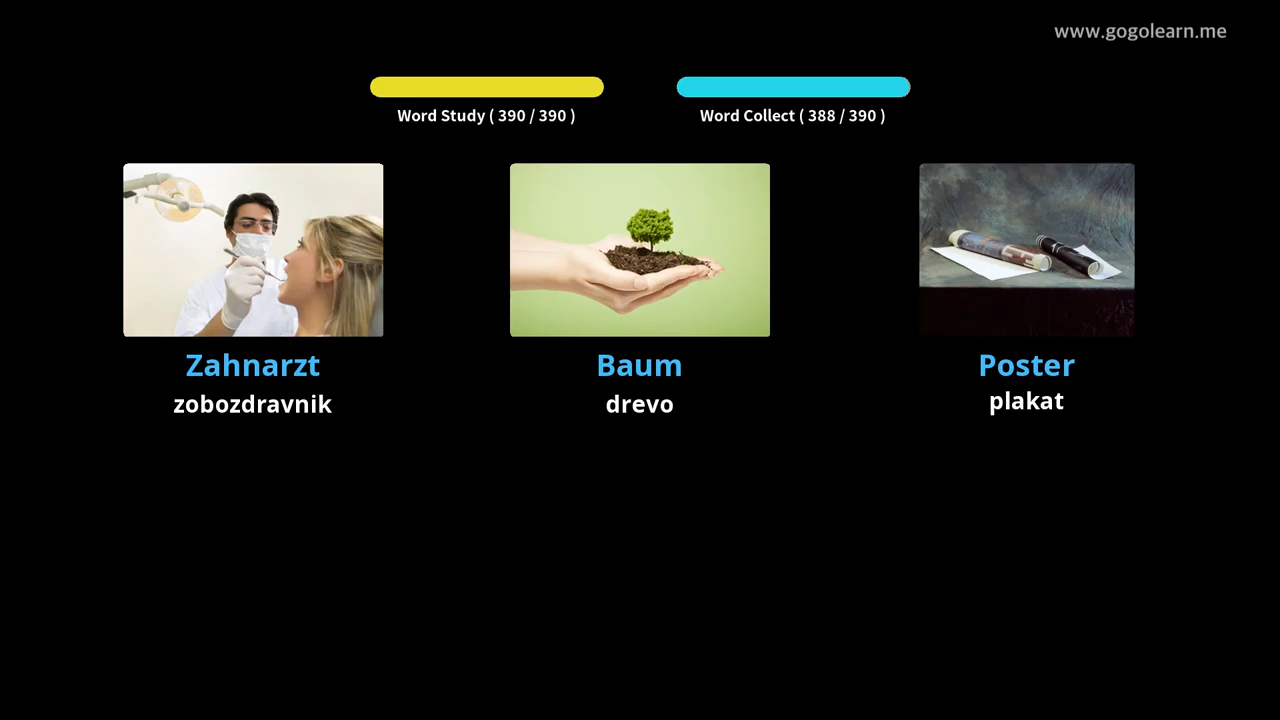 www.gogolearn.me
Word Study ( 390 / 390 )
Word Collect ( 388 / 390 )
Zahnarzt
zobozdravnik
Baum
drevo
Poster
plakat